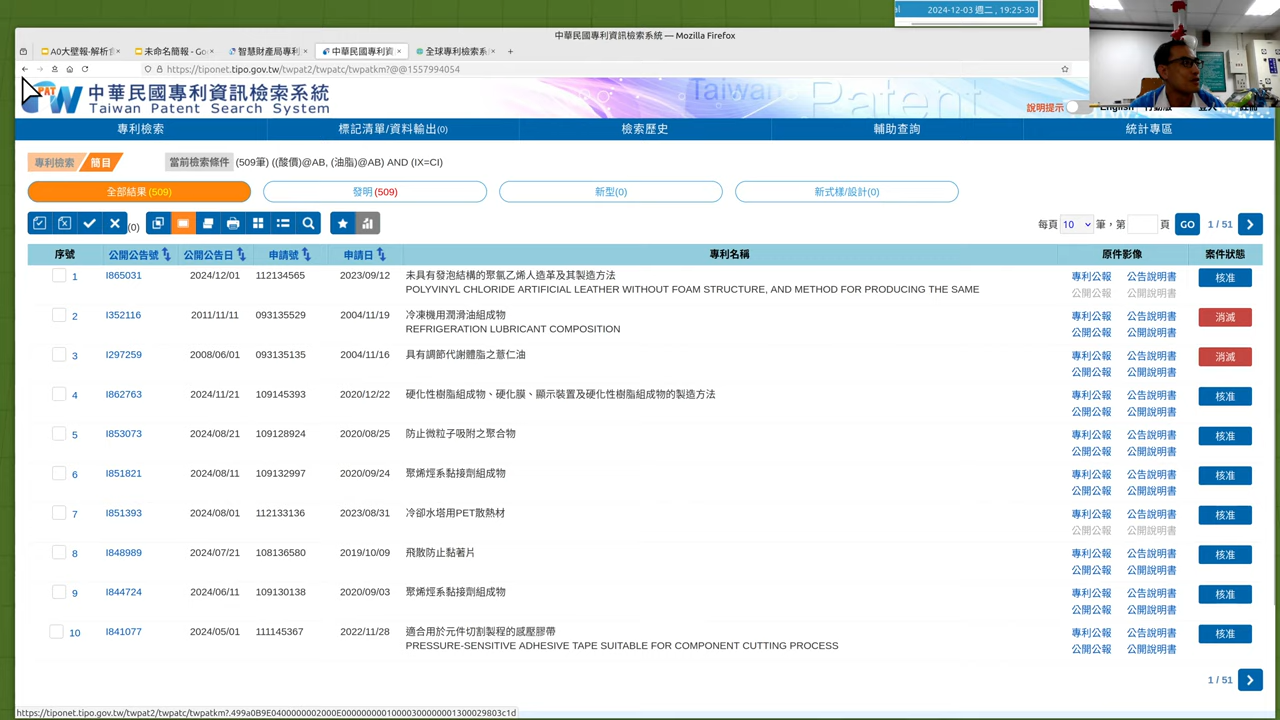 2024-12-03 週二 , 19:25-30
中華民國專利資訊檢索系統 — Mozilla Firefox
A0大壁報-解析
未命名簡報 - Go
智慧財產局專利
中華民國專利資
全球專利檢索系
https://tiponet.tipo.gov.tw/twpat2/twpatc/twpatkm?@@1557994054
中華民國專利資訊檢索系統
Taiwan Patent Search System
Taiwan Patent
說明提示
English
專利檢索 標記清單/資料輸出(0) 檢索歷史 輔助查詢 統計專區
專利檢索 簡目 當前檢索條件 (509筆) ((酸價)@AB, (油脂)@AB) AND (IX=CI)
全部結果 (509) 發明 (509) 新型(0) 新式樣/設計(0)
(0) 每頁 10 筆，第 頁 GO 1 / 51
序號 公開公告號 公開公告日 申請號 申請日 專利名稱 原件影像 案件狀態
1 I865031 2024/12/01 112134565 2023/09/12 未具有發泡結構的聚氯乙烯人造革及其製造方法 專利公報 公告說明書 核准
POLYVINYL CHLORIDE ARTIFICIAL LEATHER WITHOUT FOAM STRUCTURE, AND METHOD FOR PRODUCING THE SAME 公開公報 公開說明書
2 I352116 2011/11/11 093135529 2004/11/19 冷凍機用潤滑油組成物 專利公報 公告說明書 消滅
REFRIGERATION LUBRICANT COMPOSITION 公開公報 公開說明書
3 I297259 2008/06/01 093135135 2004/11/16 具有調節代謝體脂之薏仁油 專利公報 公告說明書 消滅
公開公報 公開說明書
4 I862763 2024/11/21 109145393 2020/12/22 硬化性樹脂組成物、硬化膜、顯示裝置及硬化性樹脂組成物的製造方法 專利公報 公告說明書 核准
公開公報 公開說明書
5 I853073 2024/08/21 109128924 2020/08/25 防止微粒子吸附之聚合物 專利公報 公告說明書 核准
公開公報 公開說明書
6 I851821 2024/08/11 109132997 2020/09/24 聚烯烴系黏接劑組成物 專利公報 公告說明書 核准
公開公報 公開說明書
7 I851393 2024/08/01 112133136 2023/08/31 冷卻水塔用PET散熱材 專利公報 公告說明書 核准
公開公報 公開說明書
8 I848989 2024/07/21 108136580 2019/10/09 飛散防止黏著片 專利公報 公告說明書 核准
公開公報 公開說明書
9 I844724 2024/06/11 109130138 2020/09/03 聚烯烴系黏接劑組成物 專利公報 公告說明書 核准
公開公報 公開說明書
10 I841077 2024/05/01 111145367 2022/11/28 適合用於元件切割製程的感壓膠帶 專利公報 公告說明書 核准
PRESSURE-SENSITIVE ADHESIVE TAPE SUITABLE FOR COMPONENT CUTTING PROCESS 公開公報 公開說明書
1 / 51
https://tiponet.tipo.gov.tw/twpat2/twpatc/twpatkm?.499a0B9E0400000002000E0000000001000030000001300029803c1d